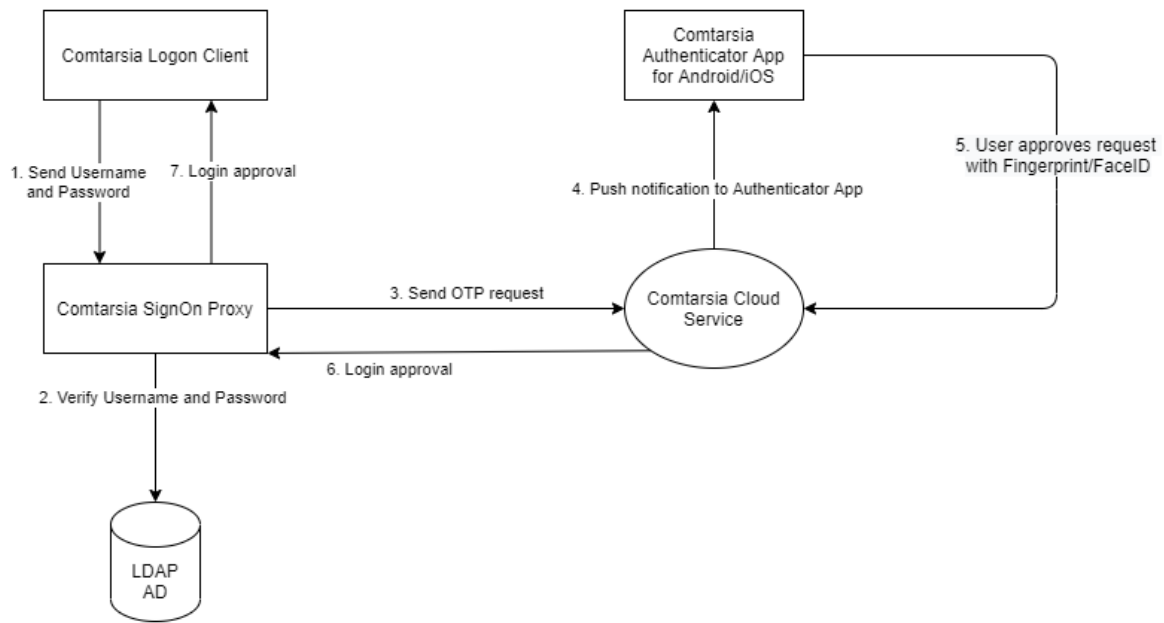 Comtarsia Logon Client
Comtarsia
Authenticator App
for Android/iOS
1. Send Username
and Password
7. Login approval
5. User approves request
with Fingerprint/FaceID
4. Push notification to Authenticator App
Comtarsia SignOn Proxy
3. Send OTP request
Comtarsia Cloud
Service
6. Login approval
2. Verify Username and Password
LDAP
AD